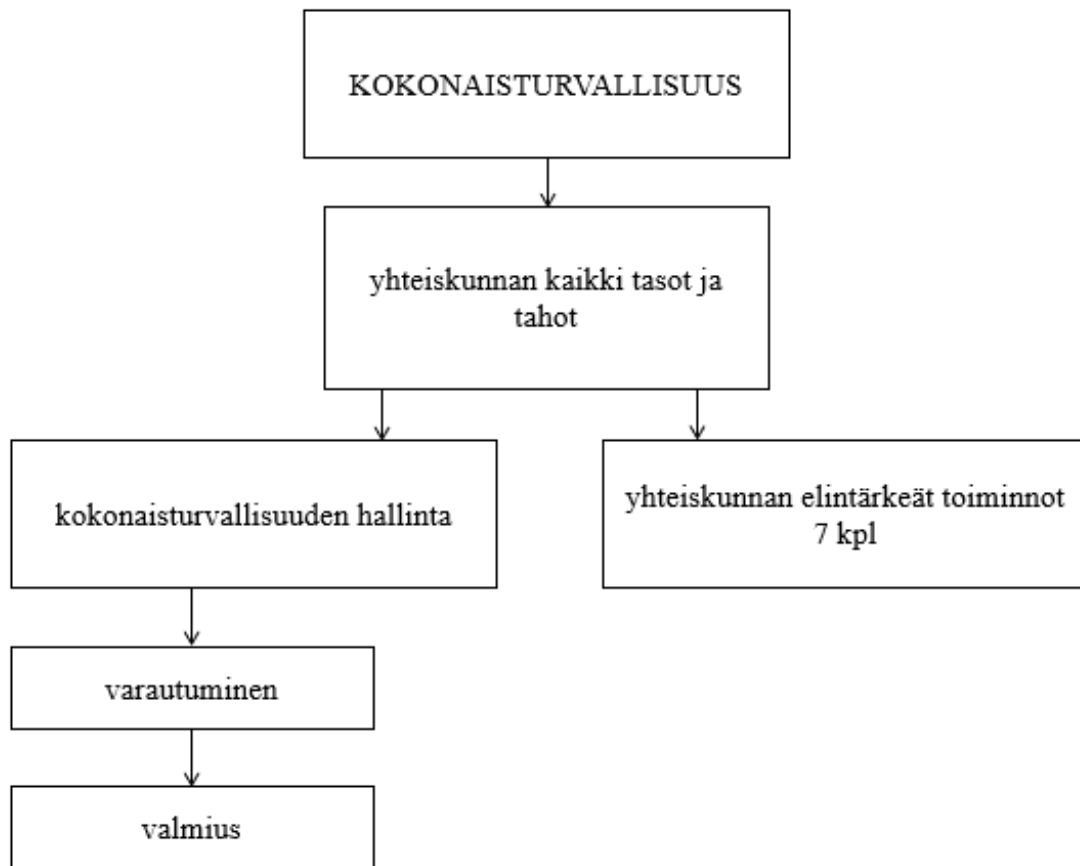 KOKONAISTURVALLISUUS
yhteiskunnan kaikki tasot ja
tahot
kokonaisturvallisuuden hallinta
yhteiskunnan elintärkeät toiminnot
7 kpl
varautuminen
valmius